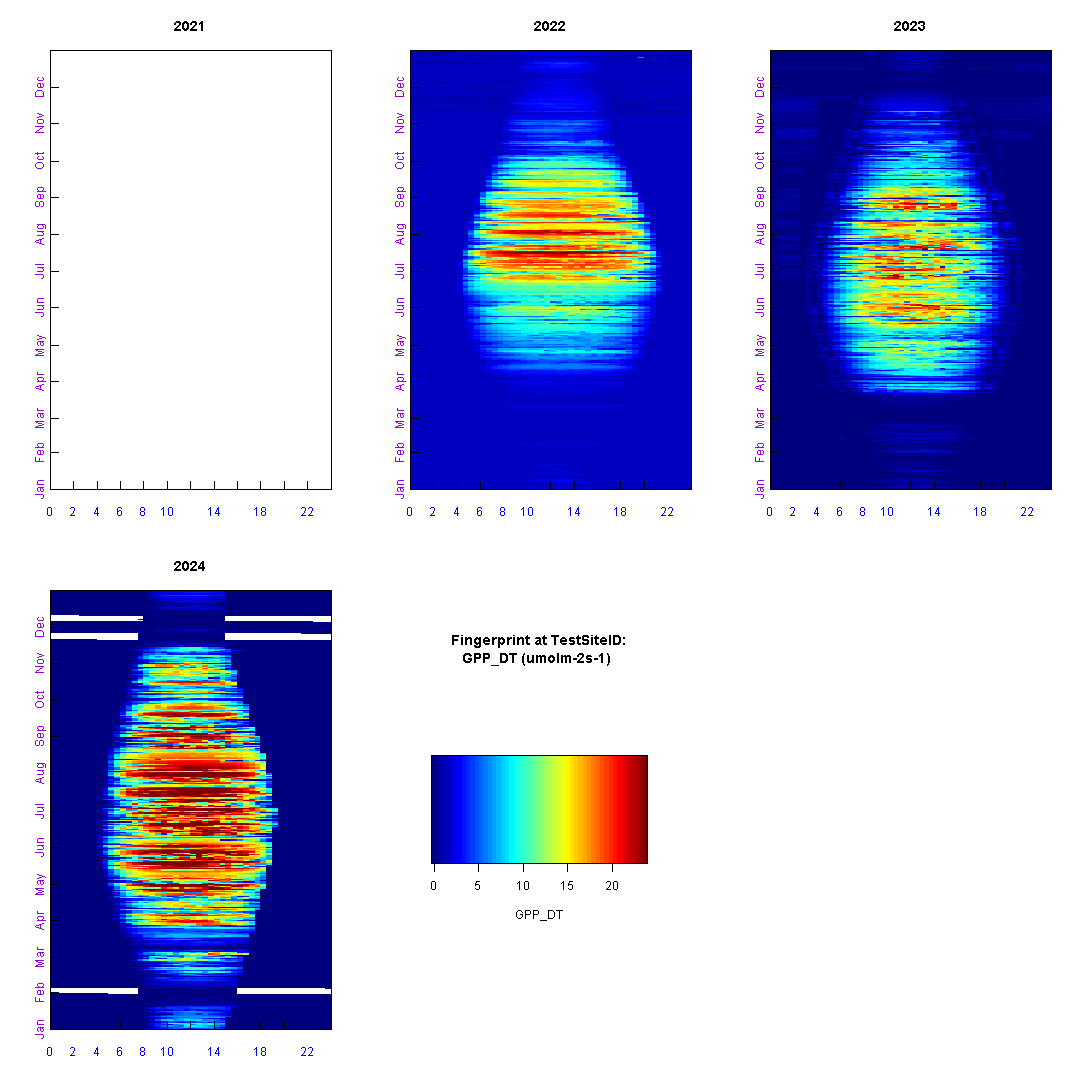 2021
2022
2023
Dec
Nov
Oct
Sep
Aug
Jul
Jun
May
Apr
Mar
Feb
Jan
0 2 4 6 8 10 14 18 22
Dec
Nov
Oct
Sep
Aug
Jul
Jun
May
Apr
Mar
Feb
Jan
0 2 4 6 8 10 14 18 22
Dec
Nov
Oct
Sep
Aug
Jul
Jun
May
Apr
Mar
Feb
Jan
0 2 4 6 8 10 14 18 22
2024
Dec
Nov
Oct
Sep
Aug
Jul
Jun
May
Apr
Mar
Feb
Jan
0 2 4 6 8 10 14 18 22
Fingerprint at TestSiteID:
GPP_DT (umolm-2s-1)
0 5 10 15 20
GPP_DT